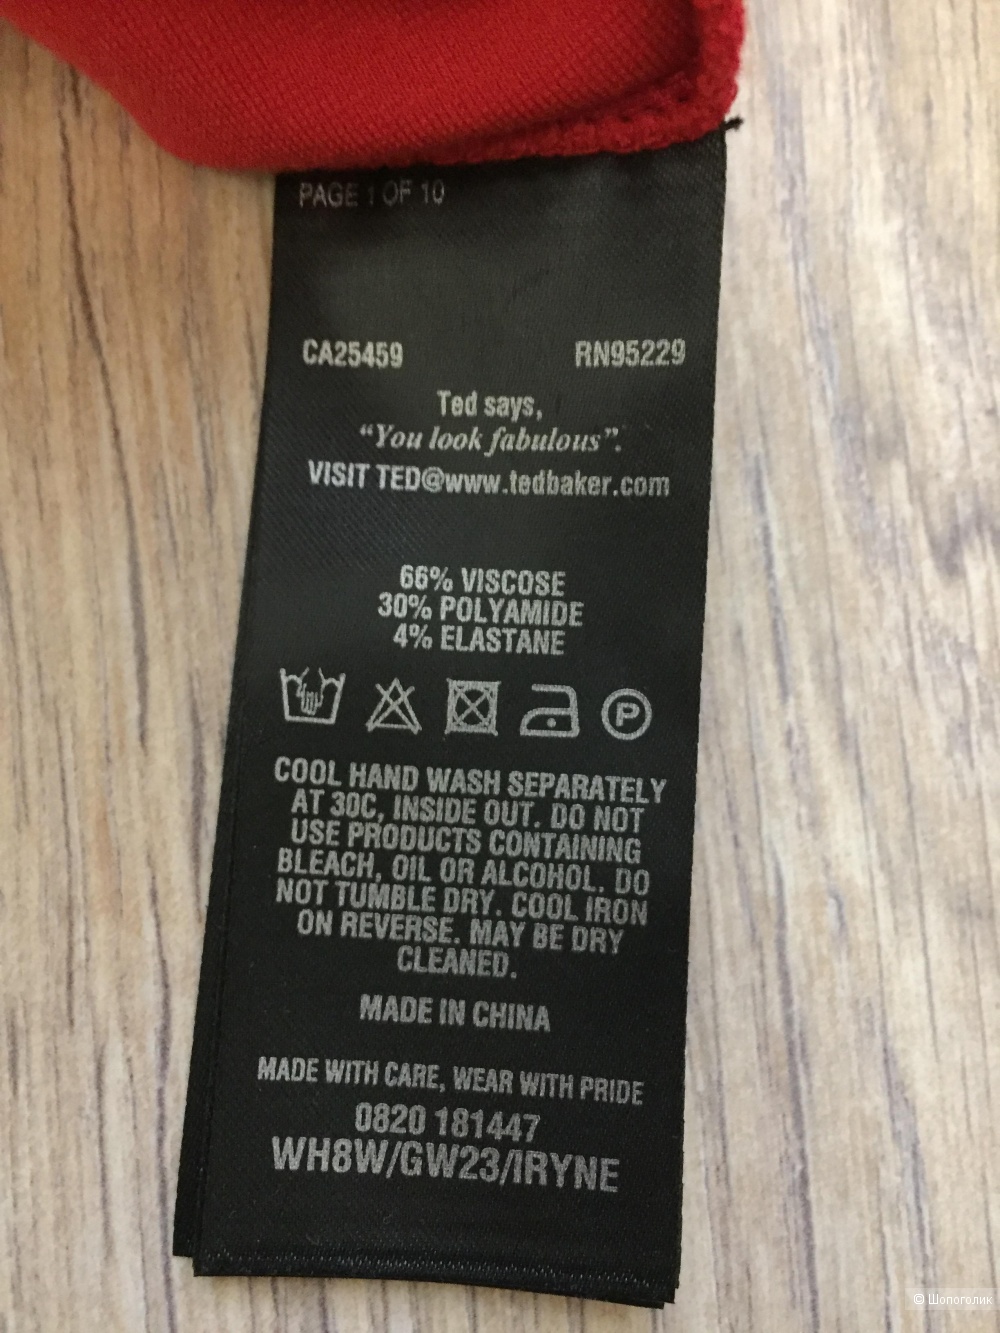 PAGE 1 OF 10
CA25459 RN95229
Ted says,
“You look fabulous”.
VISIT TED@www.tedbaker.com
66% VISCOSE
30% POLYAMIDE
4% ELASTANE
P
COOL HAND WASH SEPARATELY
AT 30C, INSIDE OUT. DO NOT
USE PRODUCTS CONTAINING
BLEACH, OIL OR ALCOHOL. DO
NOT TUMBLE DRY. COOL IRON
ON REVERSE. MAY BE DRY
CLEANED.
MADE IN CHINA
MADE WITH CARE, WEAR WITH PRIDE
0820 181447
WH8W/GW23/IRYNE
© Шопоголик